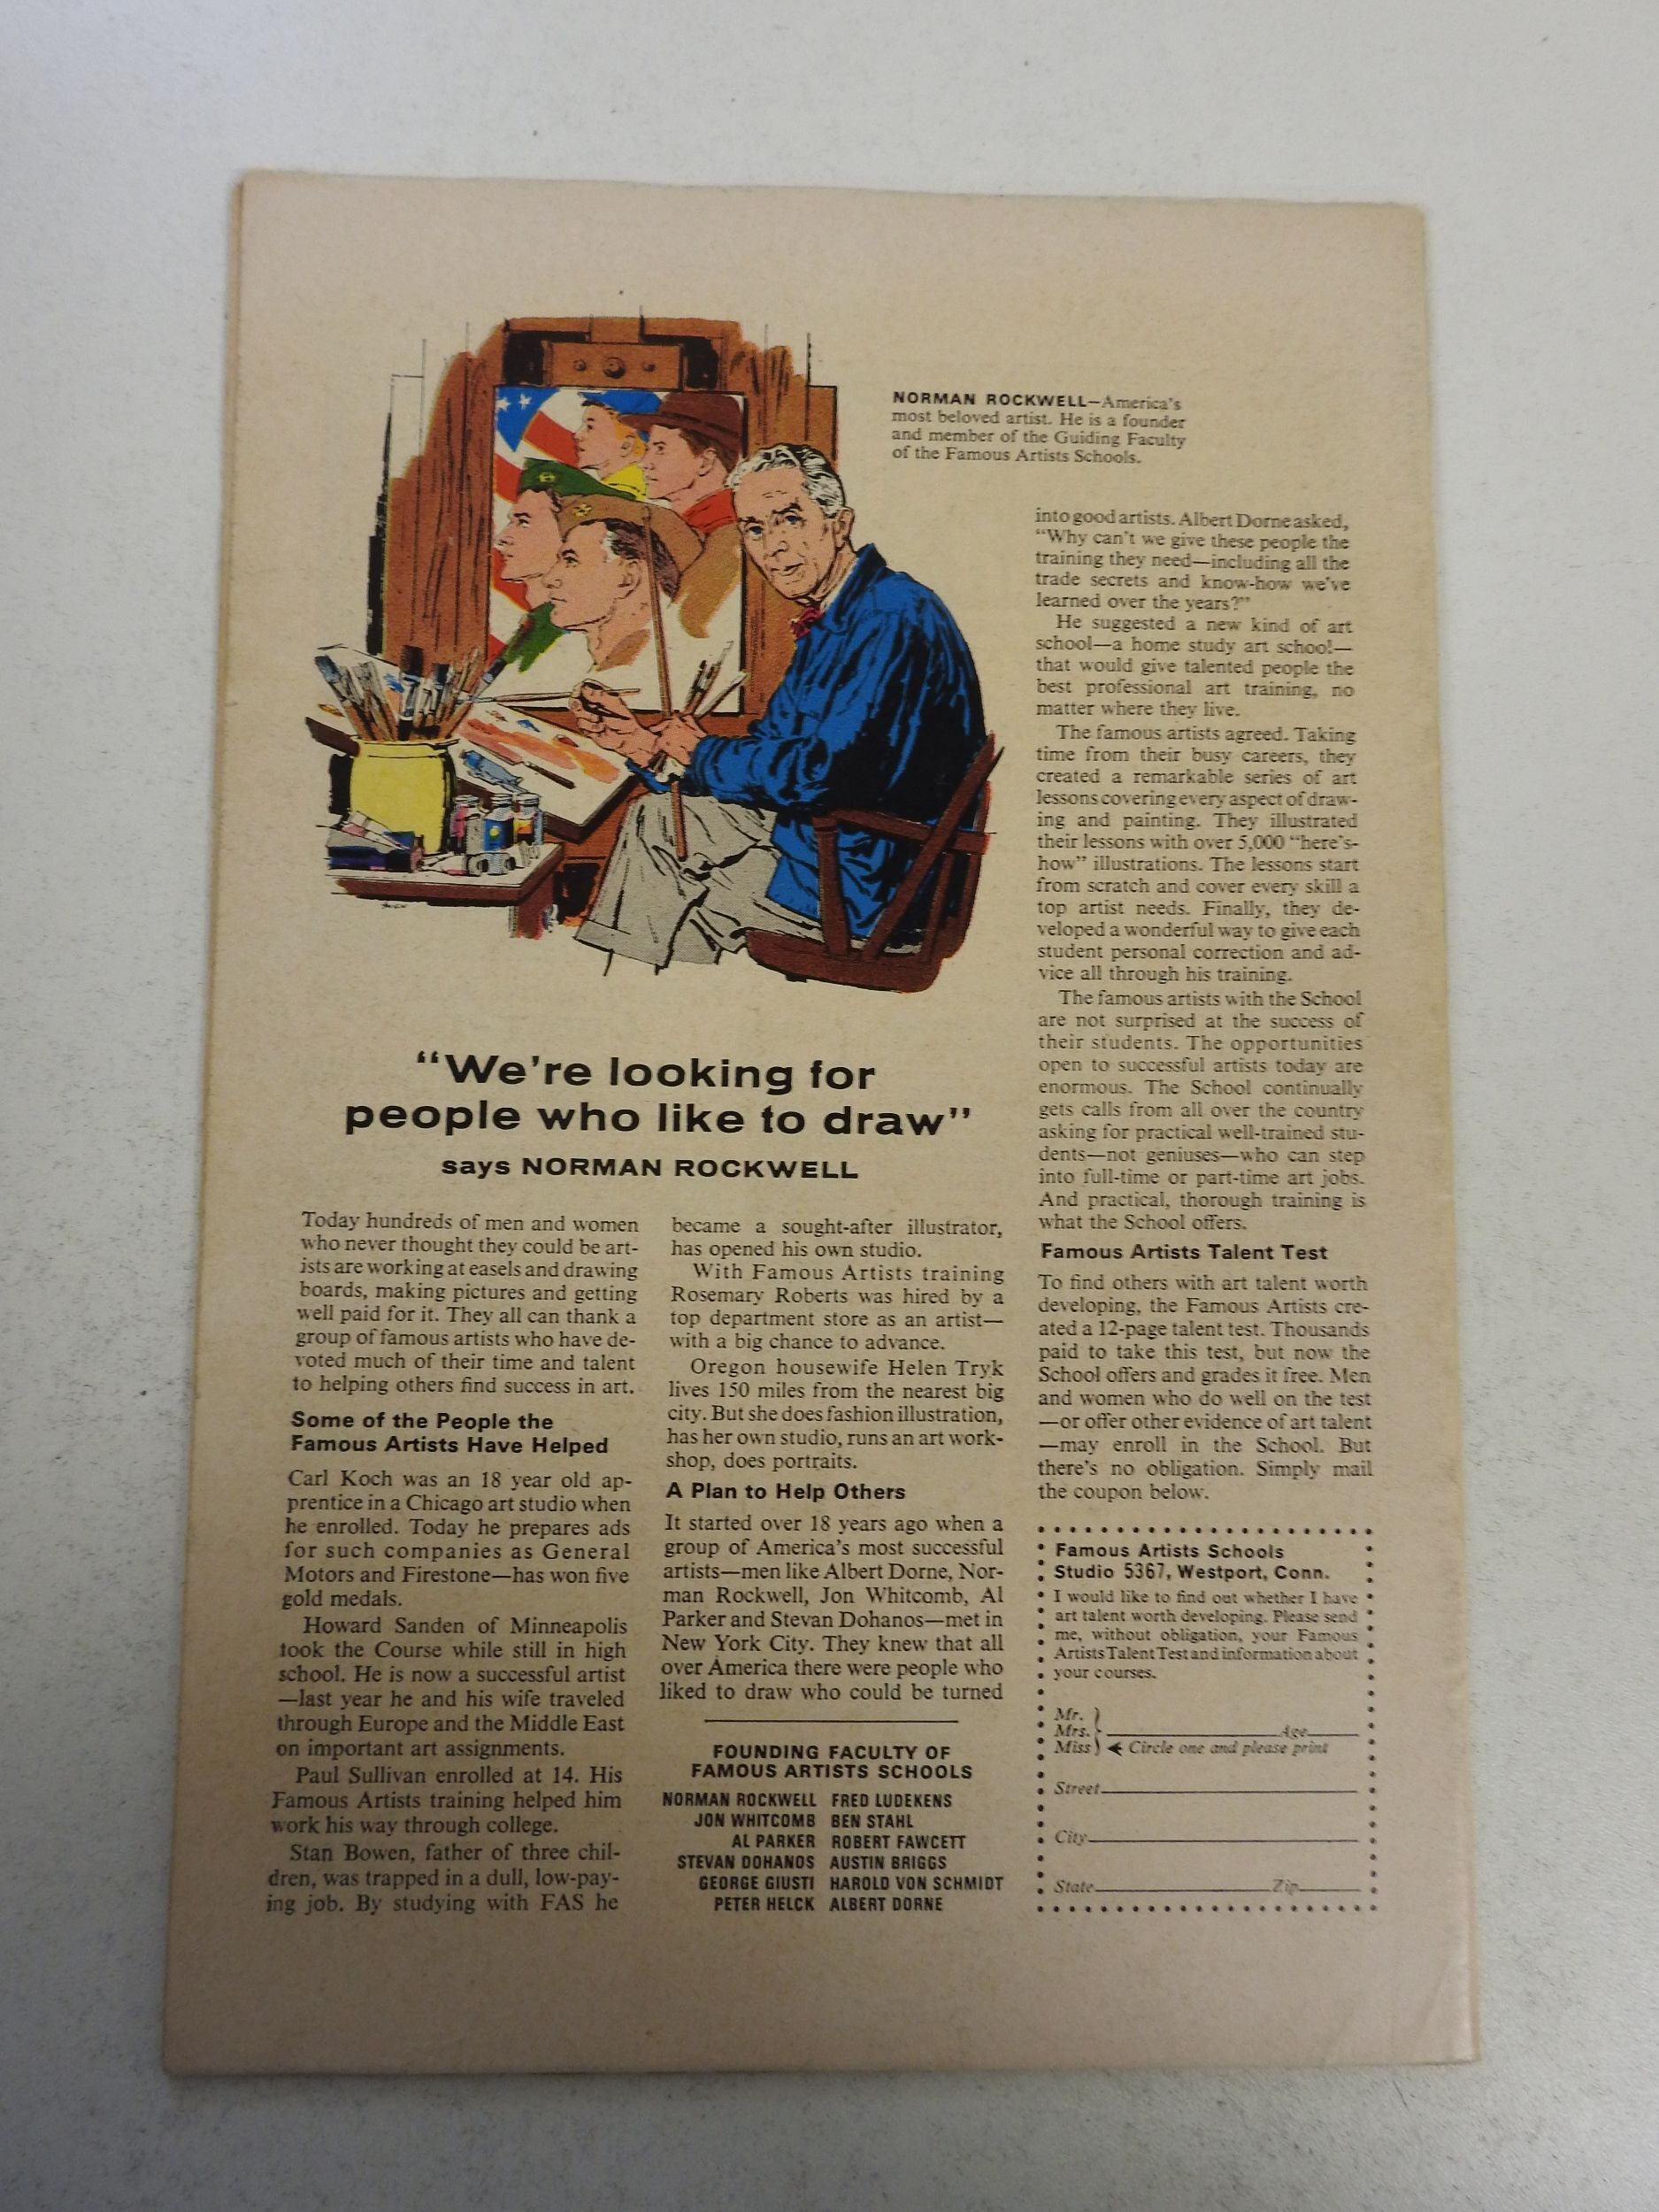 NORMAN ROCKWELL—America's
most beloved artist. He is a founder
and member of the Guiding Faculty
of the Famous Artists Schools.
"We're looking for
people who like to draw"
says NORMAN ROCKWELL
Today hundreds of men and women
who never thought they could be art-
ists are working at easels and drawing
boards, making pictures and getting
well paid for it. They all can thank a
group of famous artists who have de-
voted much of their time and talent
to helping others find success in art.
Some of the People the
Famous Artists Have Helped
Carl Koch was an 18 year old ap-
prentice in a Chicago art studio when
he enrolled. Today he prepares ads
for such companies as General
Motors and Firestone—has won five
gold medals.
Howard Sanden of Minneapolis
took the Course while still in high
school. He is now a successful artist
—last year he and his wife traveled
through Europe and the Middle East
on important art assignments.
Paul Sullivan enrolled at 14. His
Famous Artists training helped him
work his way through college.
Stan Bowen, father of three chil-
dren, was trapped in a dull, low-pay-
ing job. By studying with FAS he
became a sought-after illustrator,
has opened his own studio.
With Famous Artists training
Rosemary Roberts was hired by a
top department store as an artist—
with a big chance to advance.
Oregon housewife Helen Tryk
lives 150 miles from the nearest big
city. But she does fashion illustration,
has her own studio, runs an art work-
shop, does portraits.
A Plan to Help Others
It started over 18 years ago when a
group of America's most successful
artists—men like Albert Dorne, Nor-
man Rockwell, Jon Whitcomb, Al
Parker and Stevan Dohanos—met in
New York City. They knew that all
over America there were people who
liked to draw who could be turned
FOUNDING FACULTY OF
FAMOUS ARTISTS SCHOOLS
NORMAN ROCKWELL FRED LUDEKENS
JON WHITCOMB BEN STAHL
AL PARKER ROBERT FAWCETT
STEVAN DOHANOS AUSTIN BRIGGS
GEORGE GIUSTI HAROLD VON SCHMIDT
PETER HELCK ALBERT DORNE
into good artists. Albert Dorne asked,
"Why can't we give these people the
training they need—including all the
trade secrets and know-how we've
learned over the years?"
He suggested a new kind of art
school—a home study art school—
that would give talented people the
best professional art training, no
matter where they live.
The famous artists agreed. Taking
time from their busy careers, they
created a remarkable series of art
lessons covering every aspect of draw-
ing and painting. They illustrated
their lessons with over 5,000 "here's-
how" illustrations. The lessons start
from scratch and cover every skill a
top artist needs. Finally, they de-
veloped a wonderful way to give each
student personal correction and ad-
vice all through his training.
The famous artists with the School
are not surprised at the success of
their students. The opportunities
open to successful artists today are
enormous. The School continually
gets calls from all over the country
asking for practical well-trained stu-
dents—not geniuses—who can step
into full-time or part-time art jobs.
And practical, thorough training is
what the School offers.
Famous Artists Talent Test
To find others with art talent worth
developing, the Famous Artists cre-
ated a 12-page talent test. Thousands
paid to take this test, but now the
School offers and grades it free. Men
and women who do well on the test
—or offer other evidence of art talent
—may enroll in the School. But
there's no obligation. Simply mail
the coupon below.
Famous Artists Schools
Studio 5367, Westport, Conn.
I would like to find out whether I have
art talent worth developing. Please send
me, without obligation, your Famous
Artists Talent Test and information about
your courses.
Mr.
Mrs. Age
Miss Circle one and please print
Street
City
State Zip